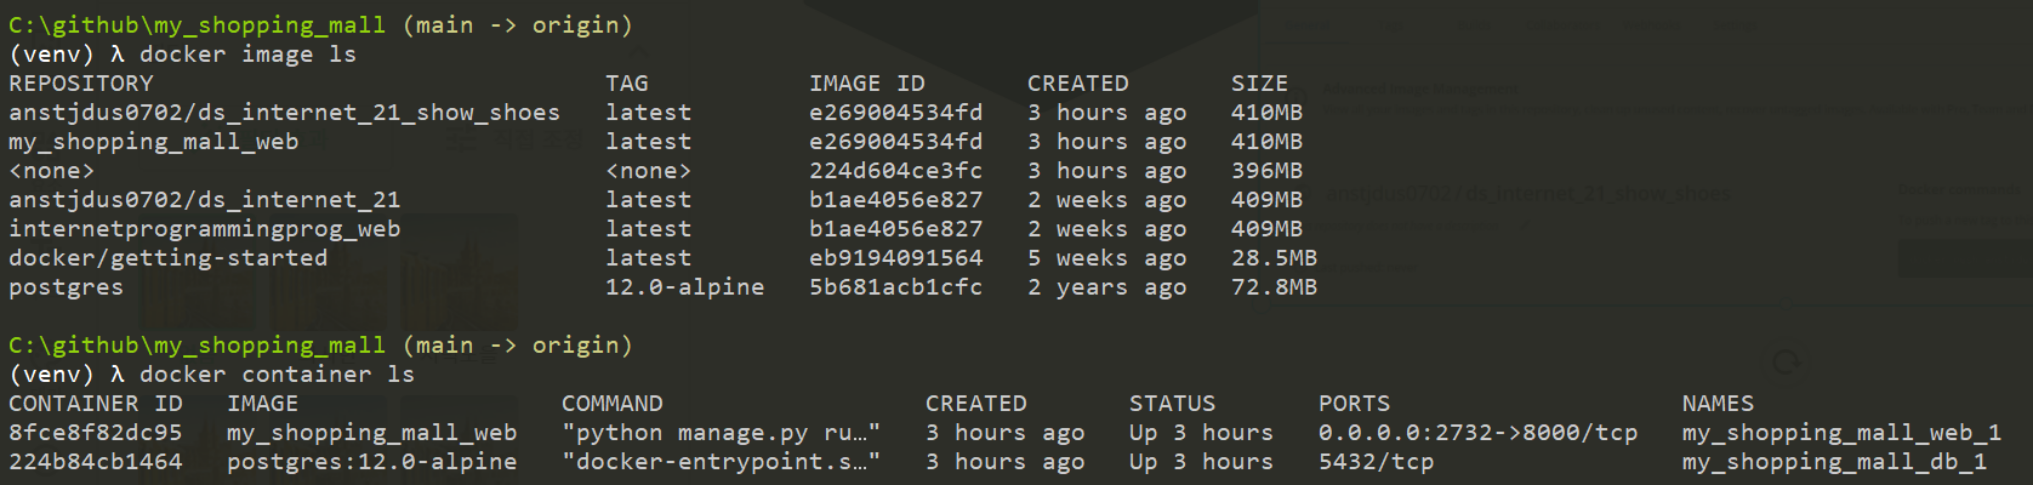 C:\github\my_shopping_mall (main -> origin)
(venv) λ docker image ls
REPOSITORY TAG IMAGE ID CREATED SIZE
anstjdus0702/ds_internet_21_show_shoes latest e269004534fd 3 hours ago 410MB
my_shopping_mall_web latest e269004534fd 3 hours ago 410MB
<none> <none> 224d604ce3fc 3 hours ago 396MB
anstjdus0702/ds_internet_21 latest b1ae4056e827 2 weeks ago 409MB
internetprogrammingprog_web latest b1ae4056e827 2 weeks ago 409MB
docker/getting-started latest eb9194091564 5 weeks ago 28.5MB
postgres 12.0-alpine 5b681acb1cfc 2 years ago 72.8MB
C:\github\my_shopping_mall (main -> origin)
(venv) λ docker container ls
CONTAINER ID IMAGE COMMAND CREATED STATUS PORTS NAMES
8fce8f82dc95 my_shopping_mall_web "python manage.py ru…" 3 hours ago Up 3 hours 0.0.0.0:2732->8000/tcp my_shopping_mall_web_1
224b84cb1464 postgres:12.0-alpine "docker-entrypoint.s…" 3 hours ago Up 3 hours 5432/tcp my_shopping_mall_db_1
Advanced Image Management
anstjdus0702/ds_internet_21_show_shoes